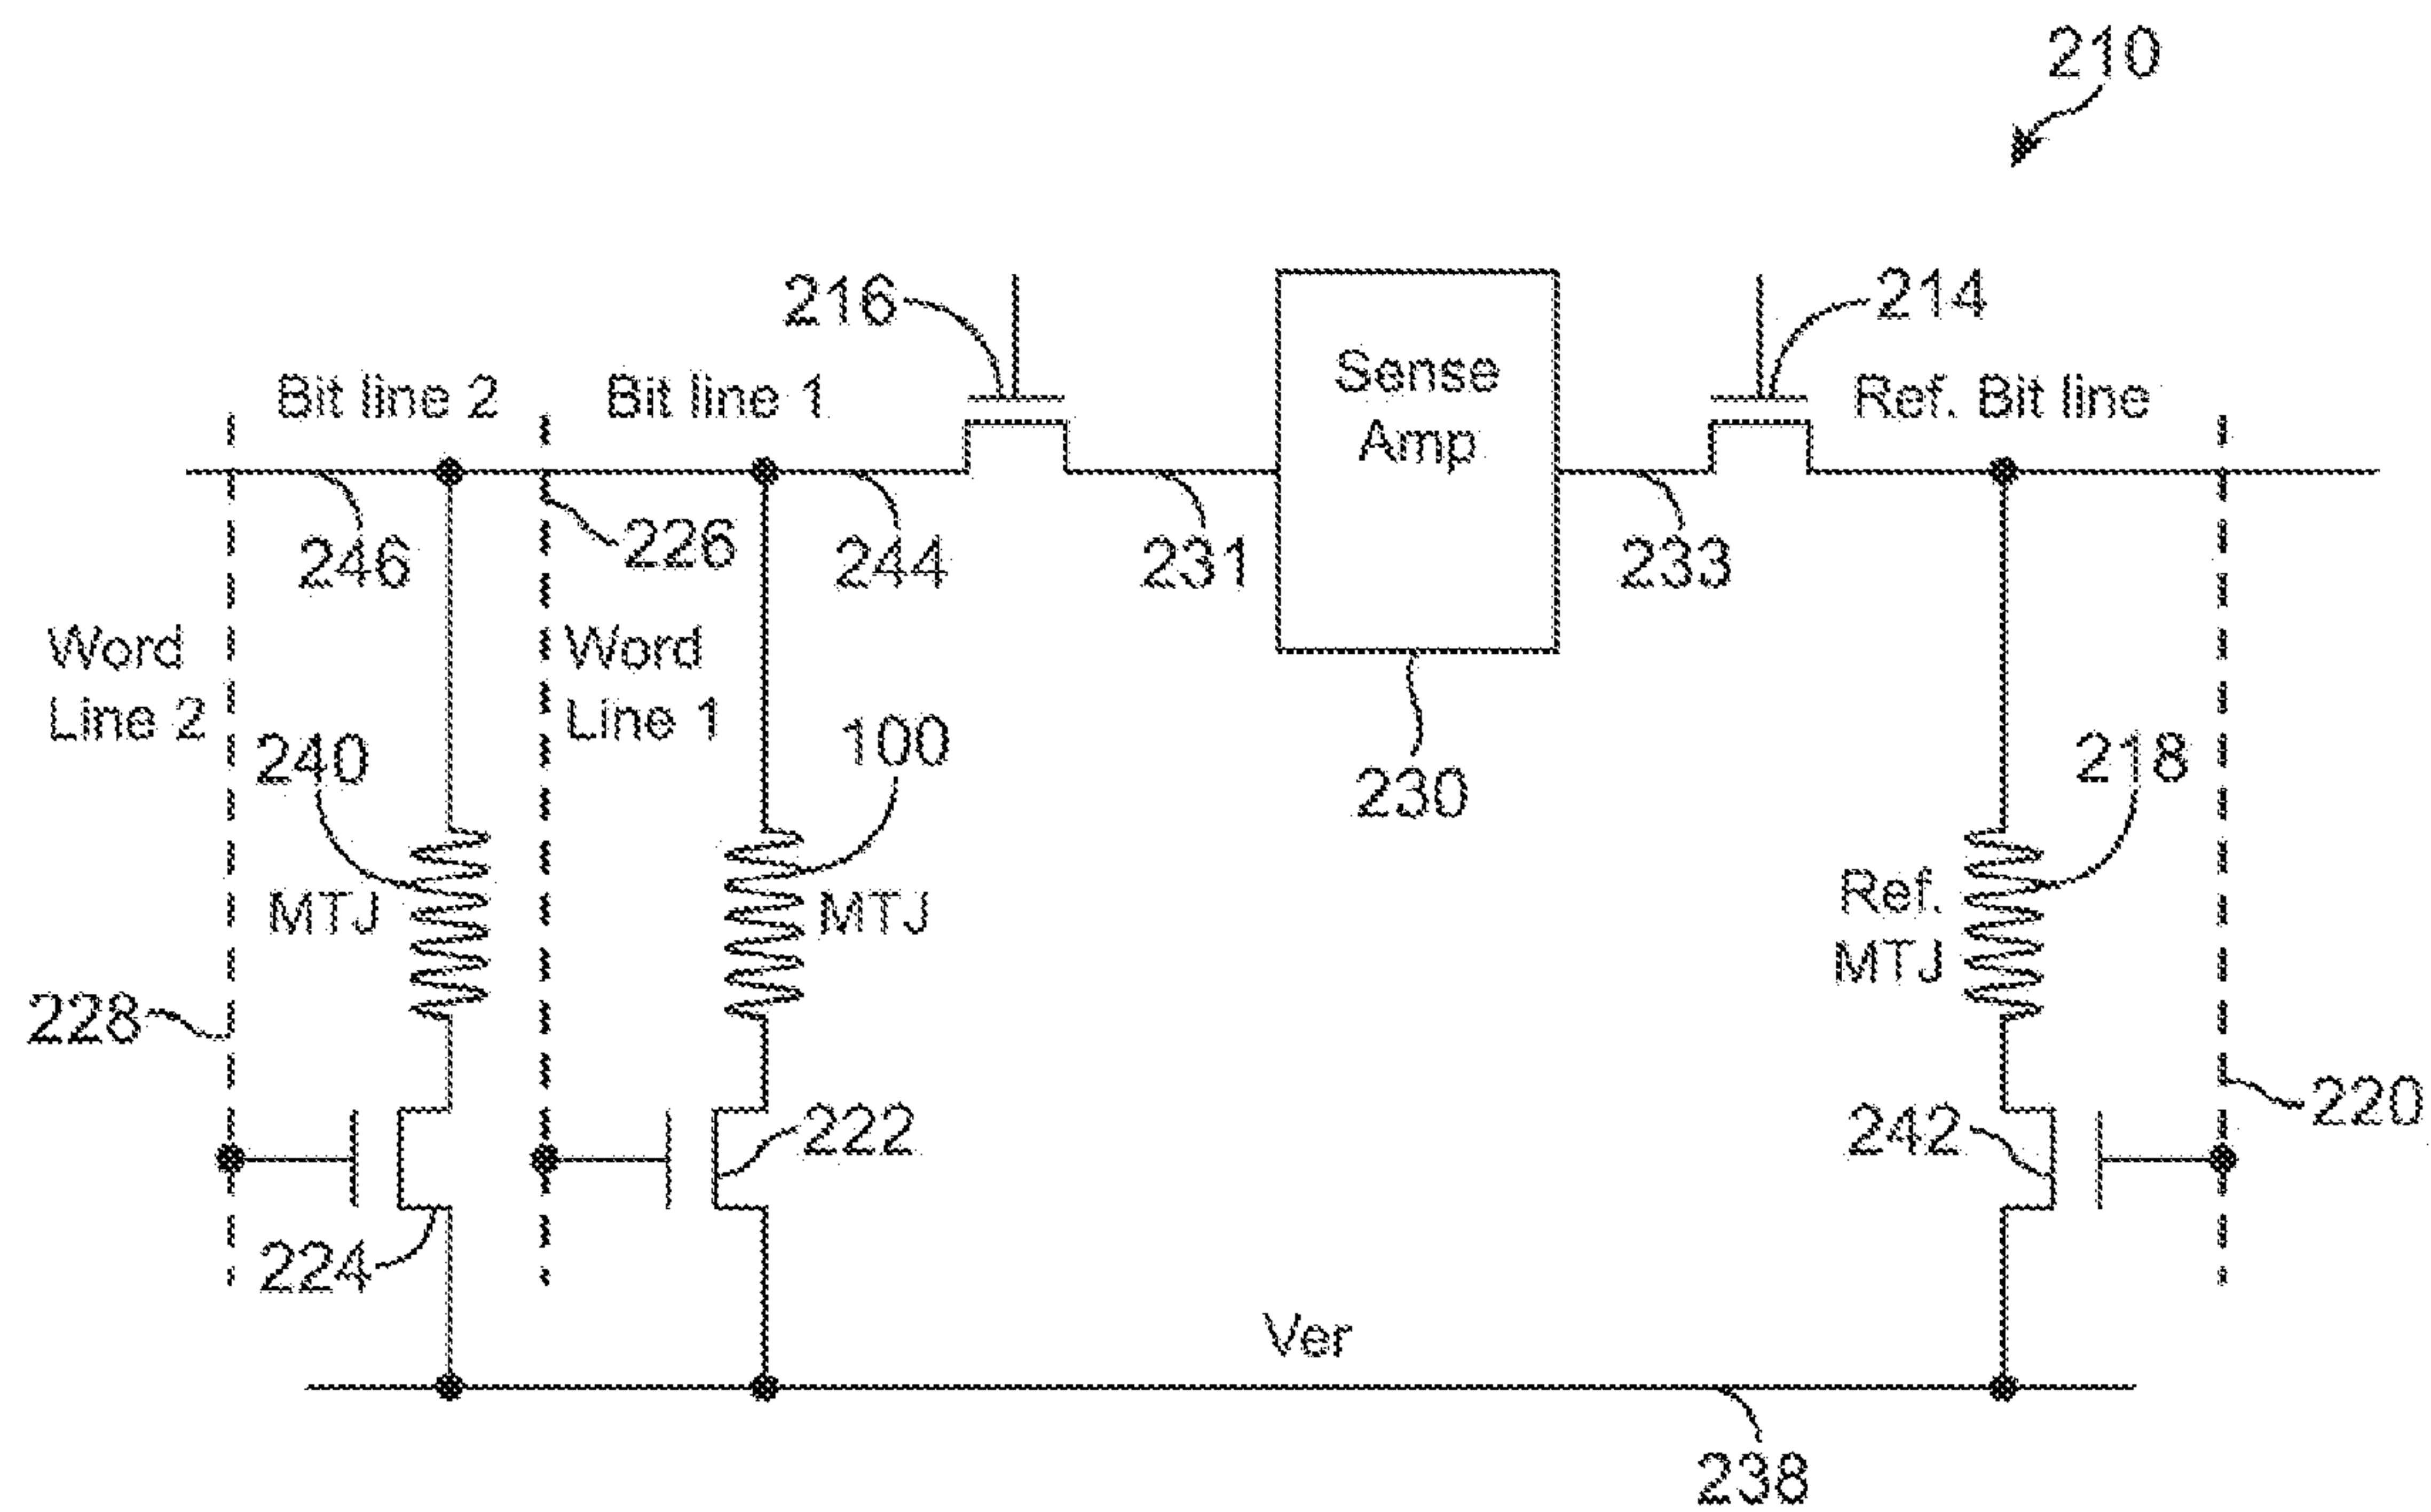 210
216
214
Bit line 2
Bit line 1
Sense
Amp
Ref. Bit line
246
226
244
231
233
Word
Line 2
Word
Line 1
240
100
230
218
MTJ
MTJ
Ref.
MTJ
228
222
242
220
224
Ver
238